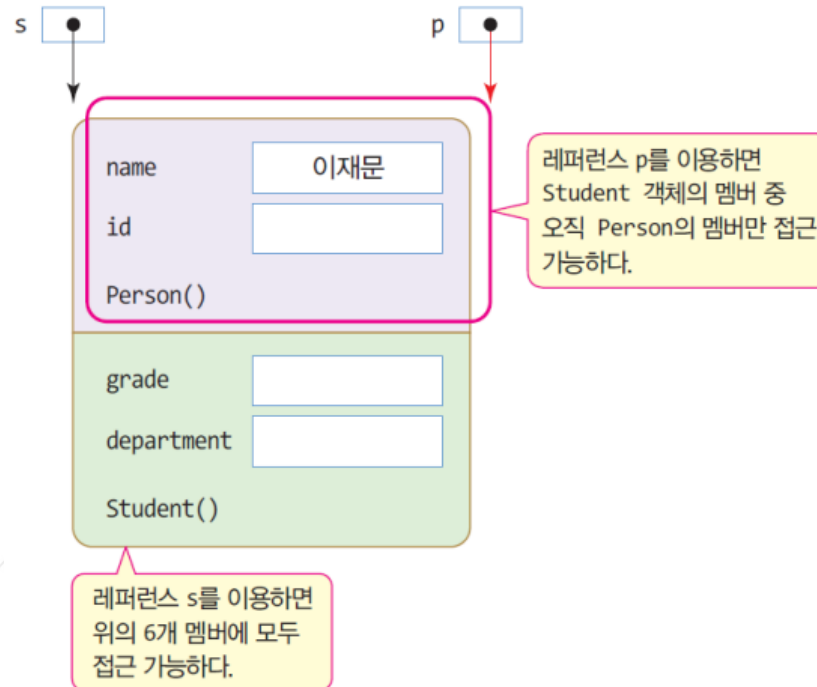 s
p
name 이재문
id
Person()
레퍼런스 p를 이용하면
Student 객체의 멤버 중
오직 Person의 멤버만 접근
가능하다.
grade
department
Student()
레퍼런스 s를 이용하면
위의 6개 멤버에 모두
접근 가능하다.